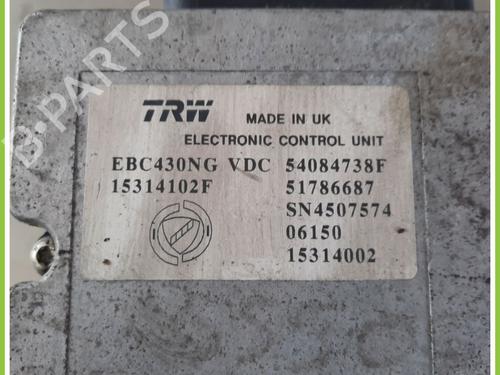 B-PARTS
TRW MADE IN UK
ELECTRONIC CONTROL UNIT
EBC430NG VDC 54084738F
15314102F 51786687
SN4507574
06150
15314002